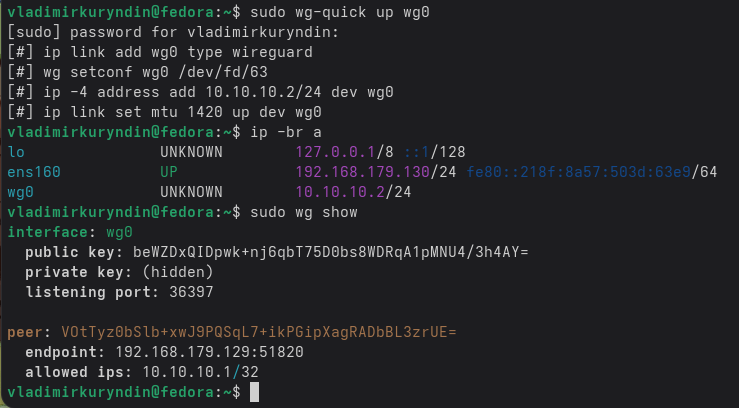 vladimirkuryndin@fedora:~$ sudo wg-quick up wg0
[sudo] password for vladimirkuryndin:
[#] ip link add wg0 type wireguard
[#] wg setconf wg0 /dev/fd/63
[#] ip -4 address add 10.10.10.2/24 dev wg0
[#] ip link set mtu 1420 up dev wg0
vladimirkuryndin@fedora:~$ ip -br a
lo               UNKNOWN        127.0.0.1/8 ::1/128
ens160           UP             192.168.179.130/24 fe80::218f:8a57:503d:63e9/64
wg0              UNKNOWN        10.10.10.2/24
vladimirkuryndin@fedora:~$ sudo wg show
interface: wg0
  public key: beWZDxQIDpwk+nj6qbT75D0bs8WDRqA1pMNU4/3h4AY=
  private key: (hidden)
  listening port: 36397

peer: VOtTyz0bSlb+xwJ9PQSqL7+ikPGipXagRADbBL3zrUE=
  endpoint: 192.168.179.129:51820
  allowed ips: 10.10.10.1/32
vladimirkuryndin@fedora:~$